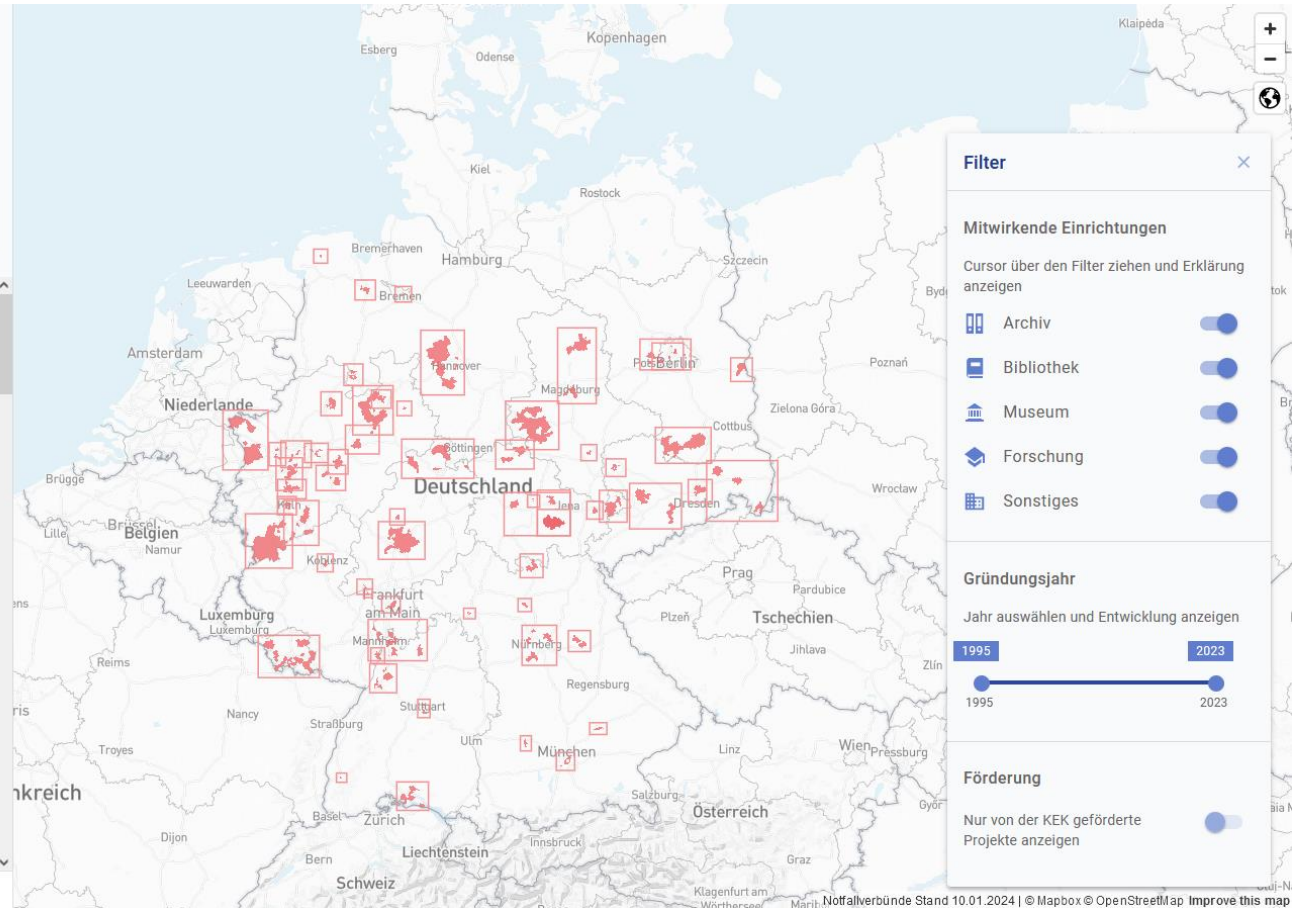 Klaipėda
Kopenhagen
Esberg
Odense
Kiel
Rostock
Bremerhaven
Hamburg
Szczecin
Leeuwarden
Bremen
Amsterdam
Hannover
Berlin
Poznań
Magdeburg
Niederlande
Zielona Góra
Cottbus
Göttingen
Brügge
Deutschland
Wrocław
Dresden
Jena
Köln
Brüssel
Lille
Belgien
Namur
Koblenz
Prag
Pardubice
Frankfurt
am Main
Luxemburg
Luxemburg
Plzeň
Tschechien
Mannheim
Nürnberg
Jihlava
Reims
Zlín
Regensburg
Nancy
Stuttgart
Straßburg
Troyes
Ulm
München
Linz
Wien
Pressburg
nkreich
Salzburg
Basel
Zürich
Österreich
Győr
Dijon
Innsbruck
Liechtenstein
Bern
Graz
Schweiz
Klagenfurt am
Wörthersee
Filter
Mitwirkende Einrichtungen
Cursor über den Filter ziehen und Erklärung
anzeigen
Archiv
Bibliothek
Museum
Forschung
Sonstiges
Gründungsjahr
Jahr auswählen und Entwicklung anzeigen
1995 2023
1995 2023
Förderung
Nur von der KEK geförderte
Projekte anzeigen
Notfallverbünde Stand 10.01.2024 | © Mapbox © OpenStreetMap Improve this map